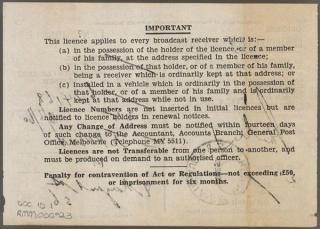 IMPORTANT
This licence applies to every broadcast receiver which is:—
(a) in the possession of the holder of the licence, or of a member
of his family, at the address specified in the licence;
(b) in the possession of that holder, or of a member of his family,
being a receiver which is ordinarily kept at that address; or
(c) installed in a vehicle which is ordinarily in the possession of
that holder, or of a member of his family and is ordinarily
kept at that address while not in use.
Licence Numbers are not inserted in initial licences but are
notified to licence holders in renewal notices.
Any Change of Address must be notified within fourteen days
of such change to the Accountant, Accounts Branch, General Post
Office, Melbourne (Telephone MY 5511).
Licences are not Transferable from one person to another, and
must be produced on demand to an authorised officer.
Penalty for contravention of Act or Regulations—not exceeding £50,
or imprisonment for six months.